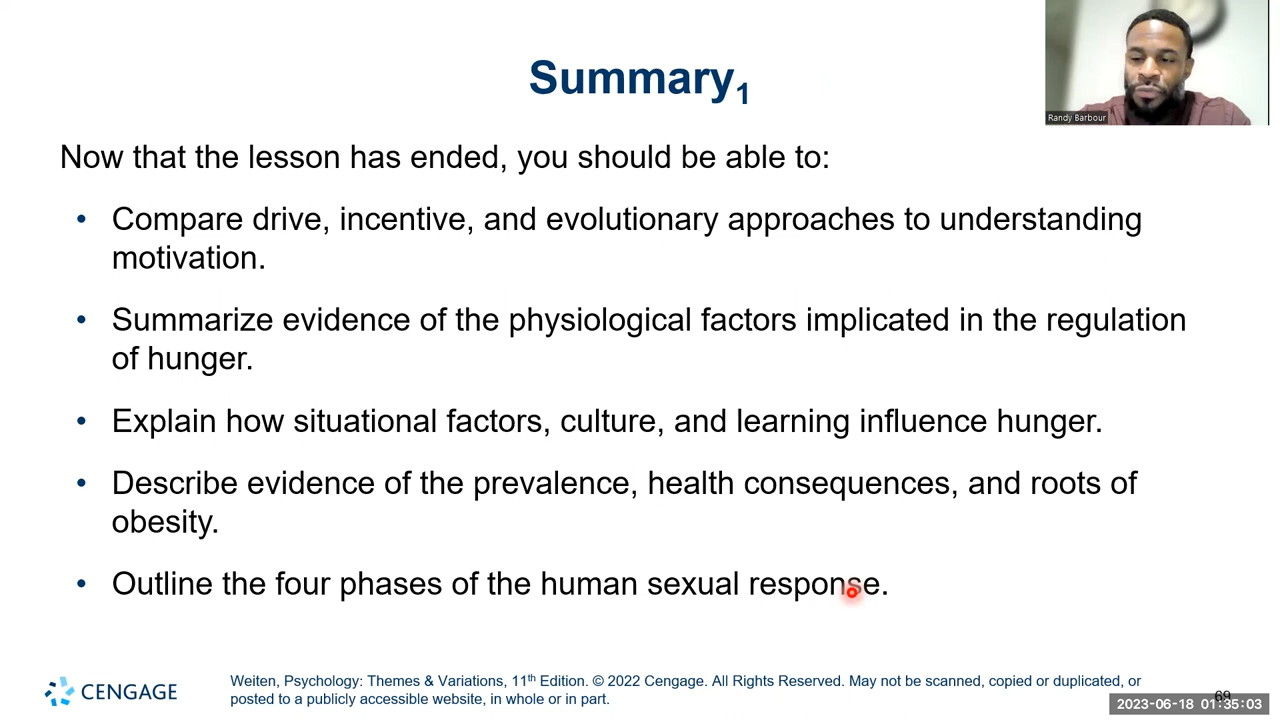 Summary1
Randy Barbour
Now that the lesson has ended, you should be able to:
• Compare drive, incentive, and evolutionary approaches to understanding
motivation.
• Summarize evidence of the physiological factors implicated in the regulation
of hunger.
• Explain how situational factors, culture, and learning influence hunger.
• Describe evidence of the prevalence, health consequences, and roots of
obesity.
• Outline the four phases of the human sexual response.
CENGAGE
Weiten, Psychology: Themes & Variations, 11th Edition. © 2022 Cengage. All Rights Reserved. May not be scanned, copied or duplicated, or
posted to a publicly accessible website, in whole or in part.
69
2023-06-18 01:35:03